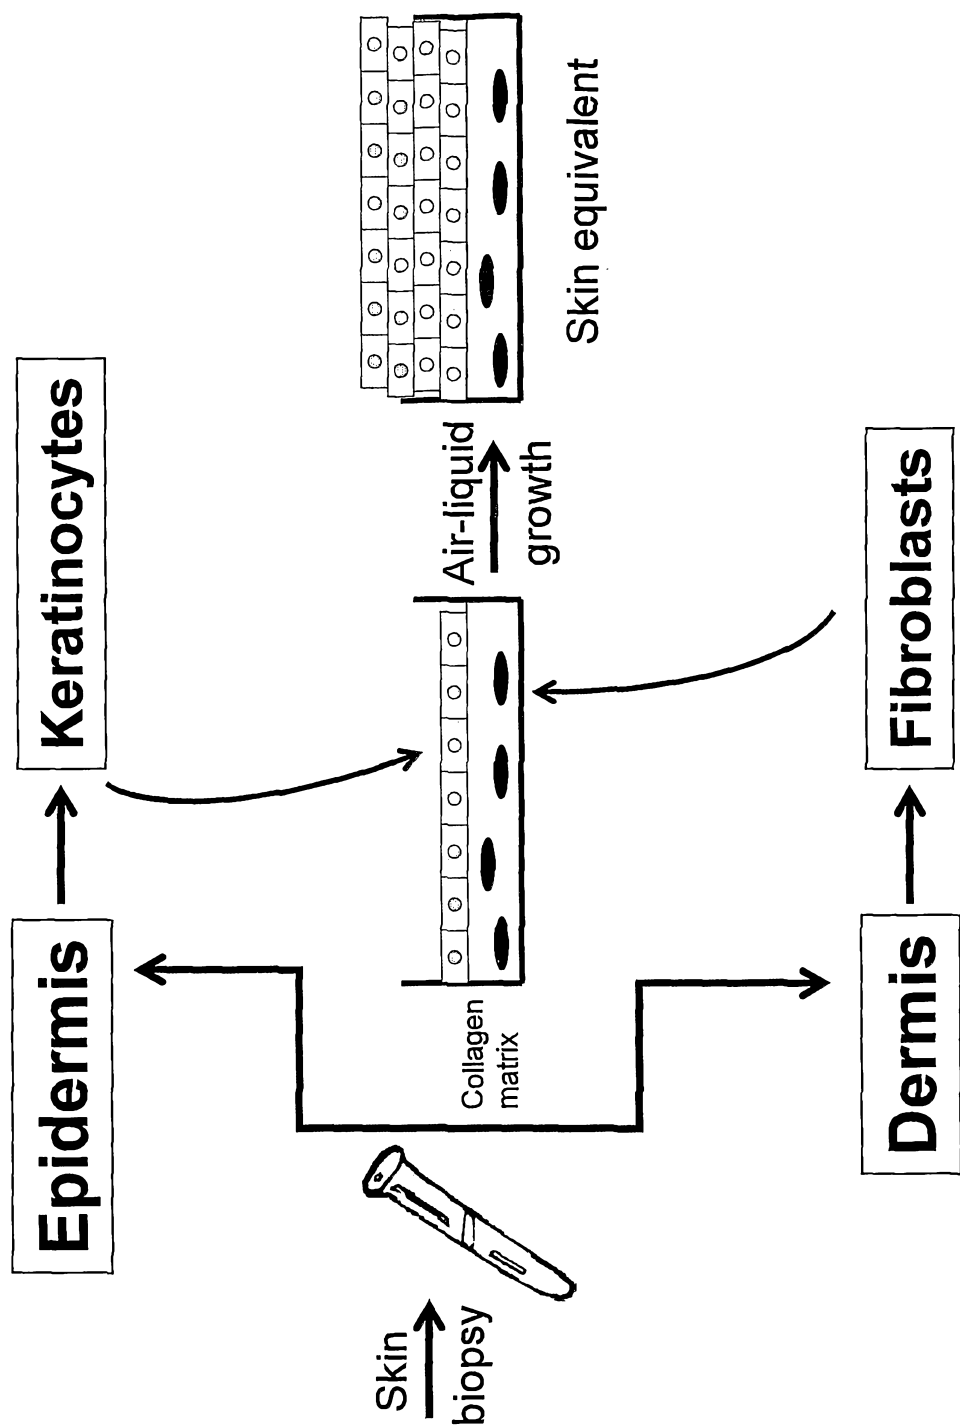 Skin
biopsy
Epidermis
Keratinocytes
Collagen
matrix
Air-liquid
growth
Skin equivalent
Dermis
Fibroblasts